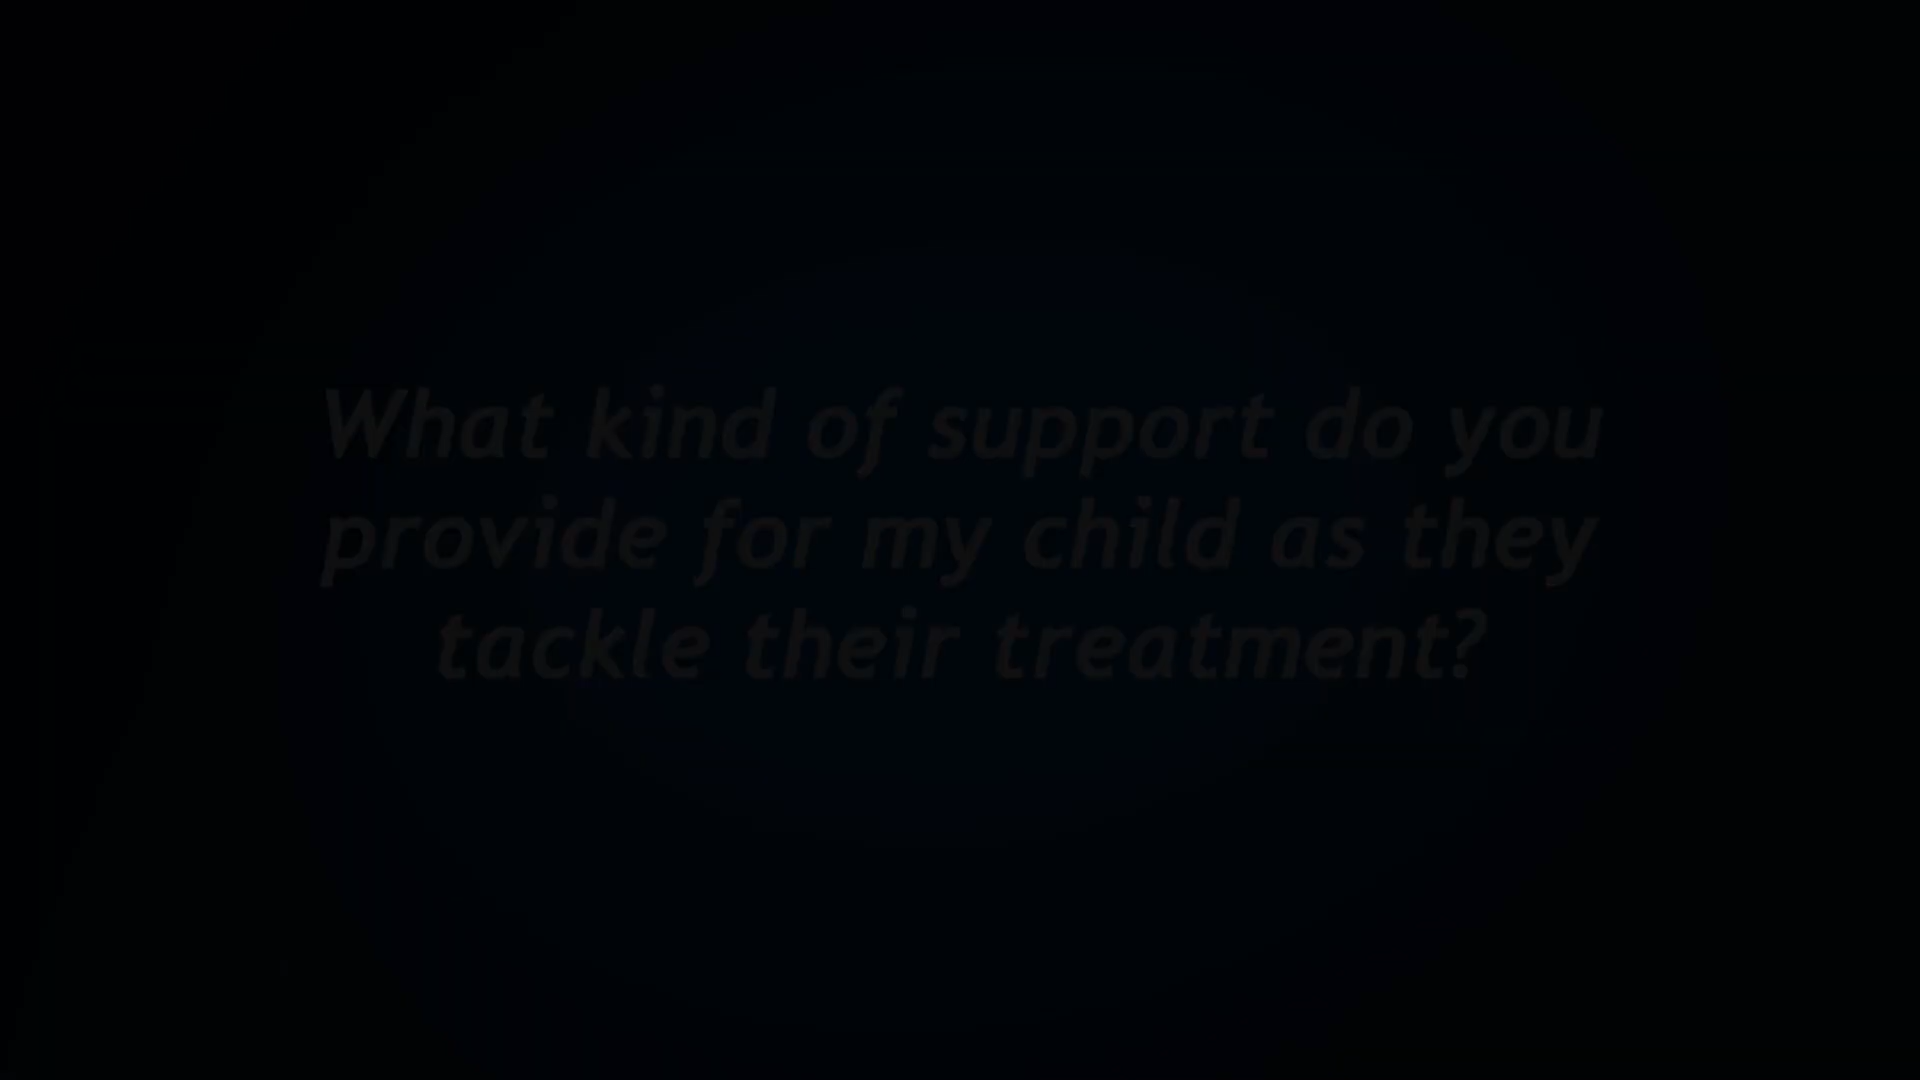 What kind of support do you
provide for my child as they
tackle their treatment?